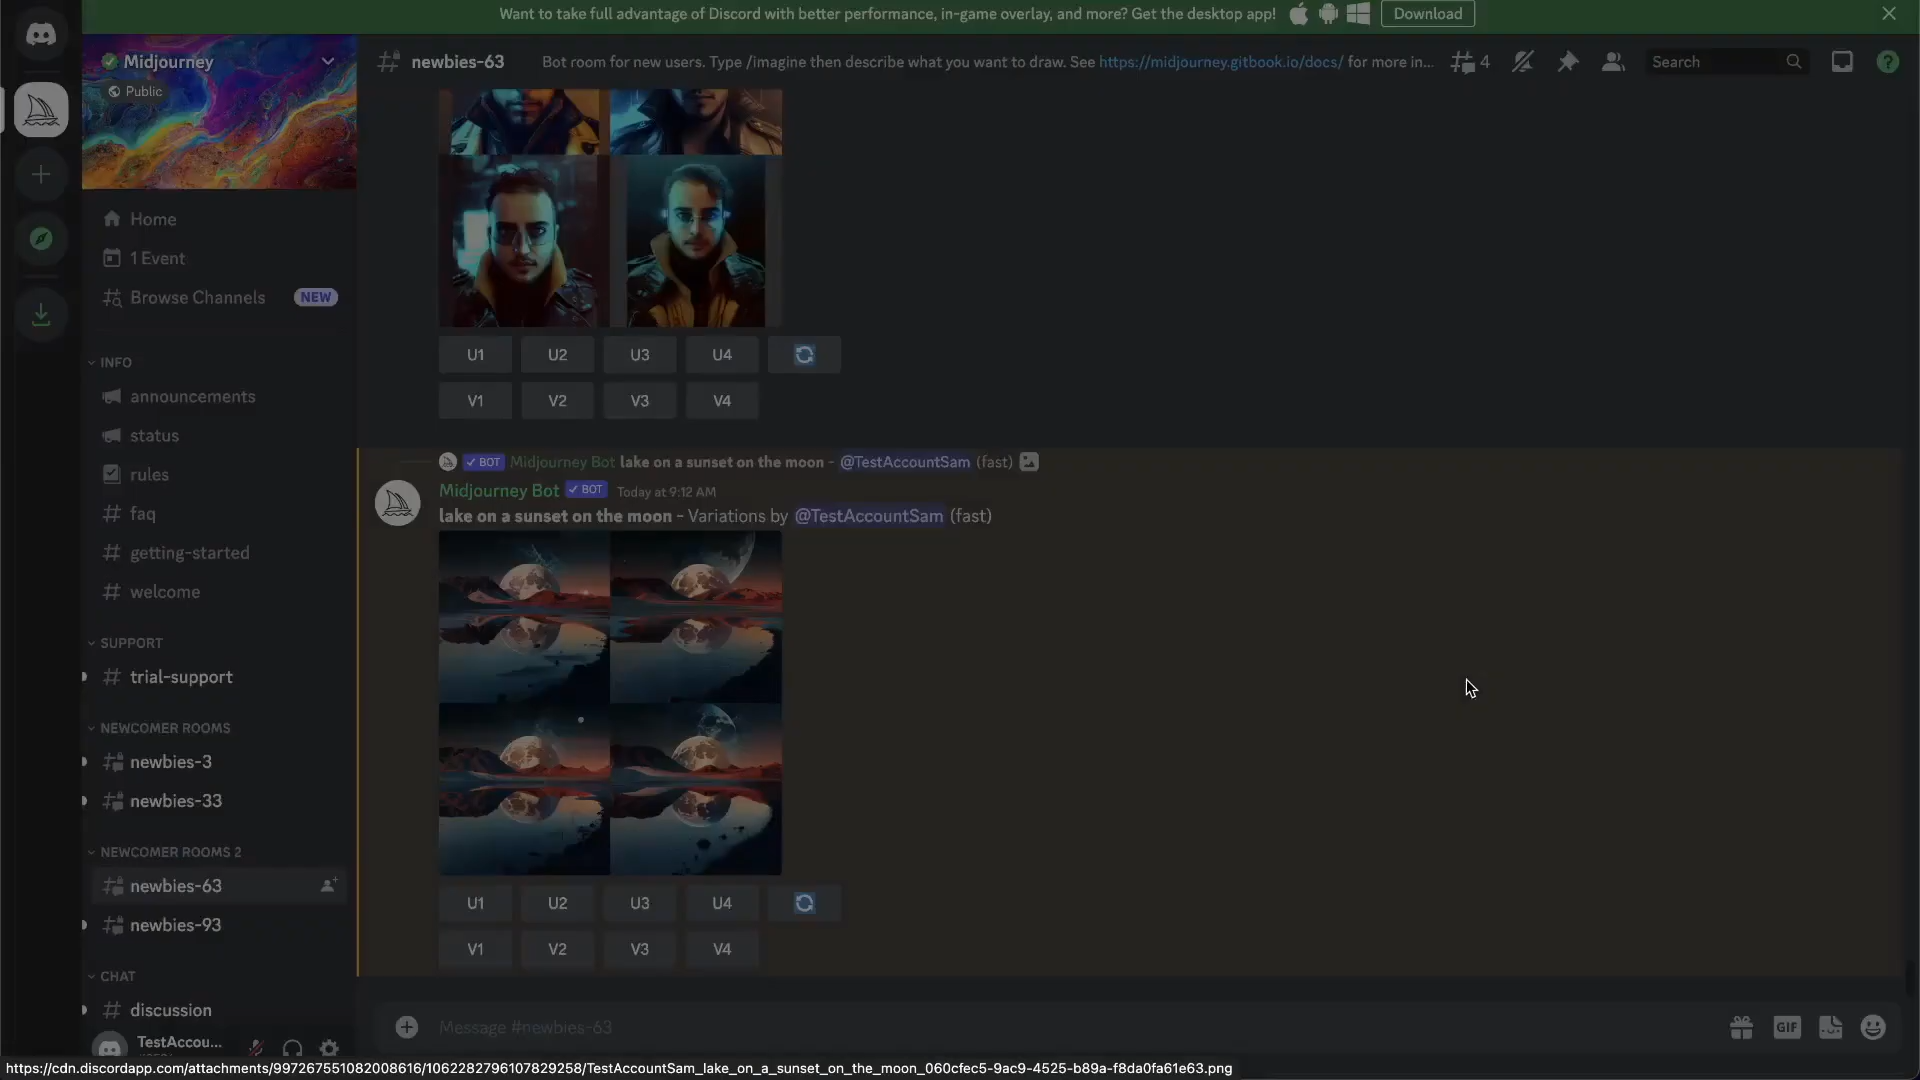 Want to take full advantage of Discord with better performance, in-game overlay, and more? Get the desktop app! Download
Midjourney
Public
newbies-63 Bot room for new users. Type /imagine then describe what you want to draw. See https://midjourney.gitbook.io/docs/ for more in... 4 Search
Home
1 Event
Browse Channels NEW
INFO
announcements
status
rules
faq
getting-started
welcome
SUPPORT
trial-support
NEWCOMER ROOMS
newbies-3
newbies-33
NEWCOMER ROOMS 2
newbies-63
newbies-93
CHAT
discussion
TestAccou...
U1 U2 U3 U4
V1 V2 V3 V4
BOT Midjourney Bot lake on a sunset on the moon - @TestAccountSam (fast)
Midjourney Bot BOT Today at 9:12 AM
lake on a sunset on the moon - Variations by @TestAccountSam (fast)
U1 U2 U3 U4
V1 V2 V3 V4
Message #newbies-63
GIF
https://cdn.discordapp.com/attachments/997267551082008616/1062282796107829258/TestAccountSam_lake_on_a_sunset_on_the_moon_060cfec5-9ac9-4525-b89a-f8da0fa61e63.png